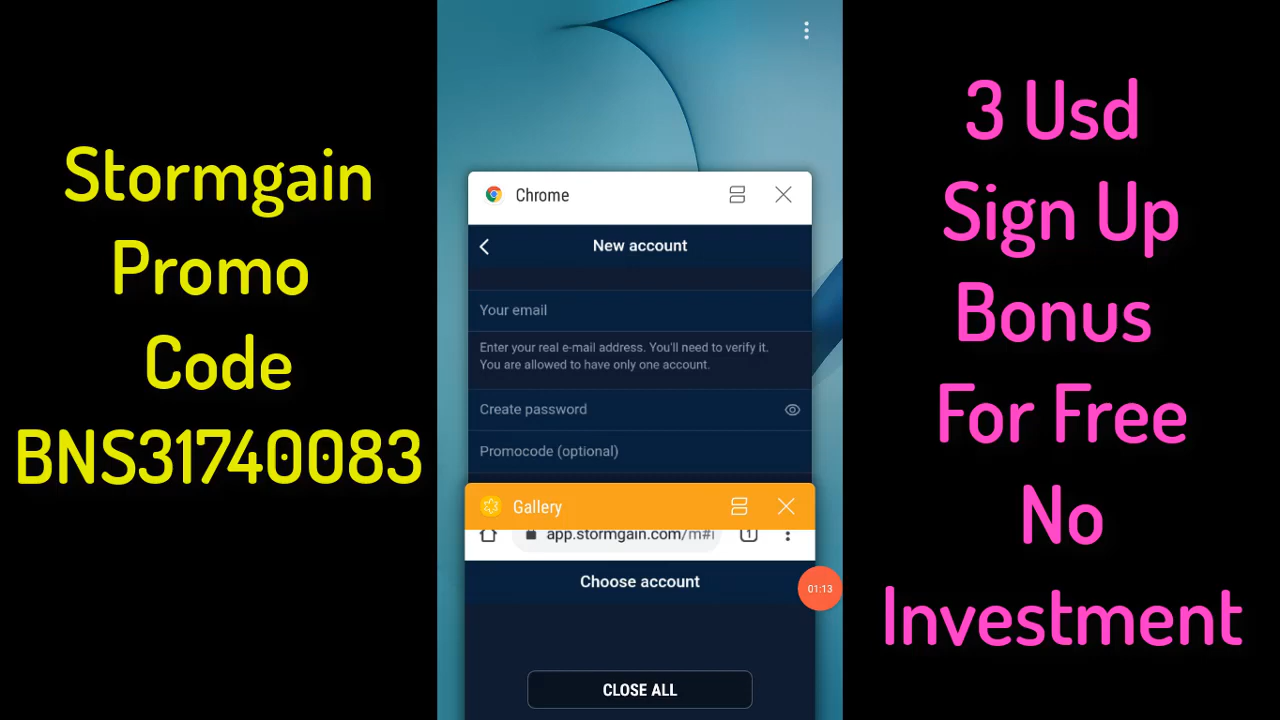 Stormgain
Promo
Code
BNS31740083
Chrome
New account
Your email
Enter your real e-mail address. You'll need to verify it.
You are allowed to have only one account.
Create password
Promocode (optional)
Gallery
app.stormgain.com/m#i
1
Choose account
01:13
CLOSE ALL
3 Usd
Sign Up
Bonus
For Free
No
Investment